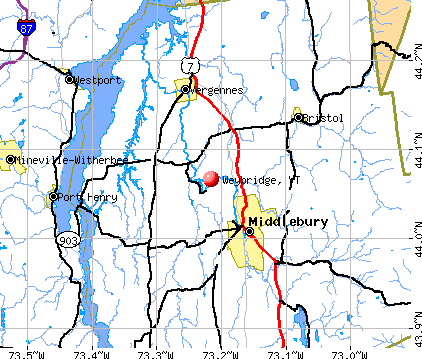 87
44.2°W
Westport
7
Vergennes
Bristol
44.1°W
Mineville-Witherbee
Weybridge, VT
Port Henry
Middlebury
903
44.0°W
43.9°W
73.5°W
73.4°W
73.3°W
73.2°W
73.1°W
73.0°W